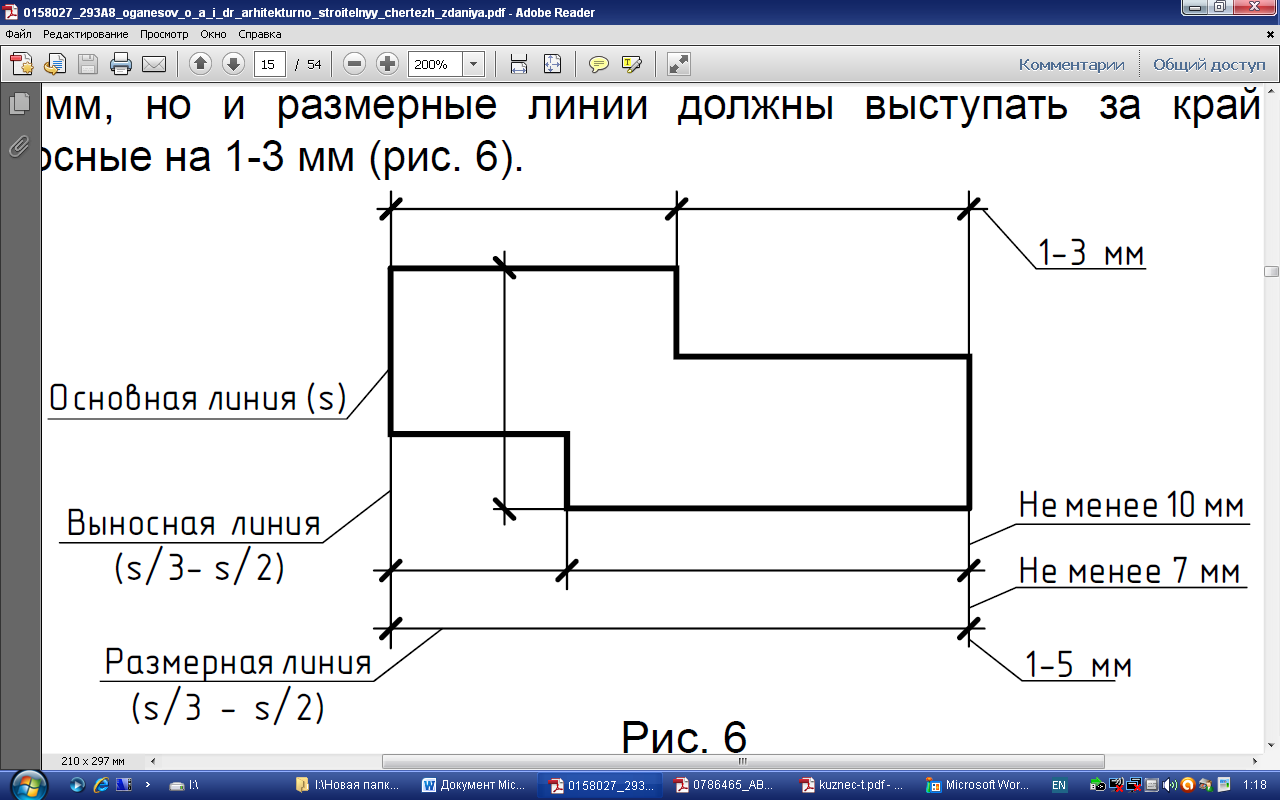 0158027_293A8_oganesov_o_a_i_dr_arhitekturno_stroitelnyy_chertezh_zdaniya.pdf - Adobe Reader
Файл Редактирование Просмотр Окно Справка
15 / 54 200% Комментарии Общий доступ
мм, но и размерные линии должны выступать за край
осные на 1-3 мм (рис. 6).
1-3 мм
Основная линия (s)
Выносная линия
(s/3- s/2)
Не менее 10 мм
Не менее 7 мм
Размерная линия
(s/3 - s/2)
1-5 мм
Рис. 6
210 x 297 мм
I:\ I:\Новая папк... Документ Mic... 0158027_293... 0786465_AB... kuznec-t.pdf - ... Microsoft Wor... EN 1:18